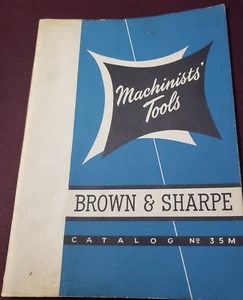 Machinists'
Tools
BROWN & SHARPE
CATALOG Nº 35M